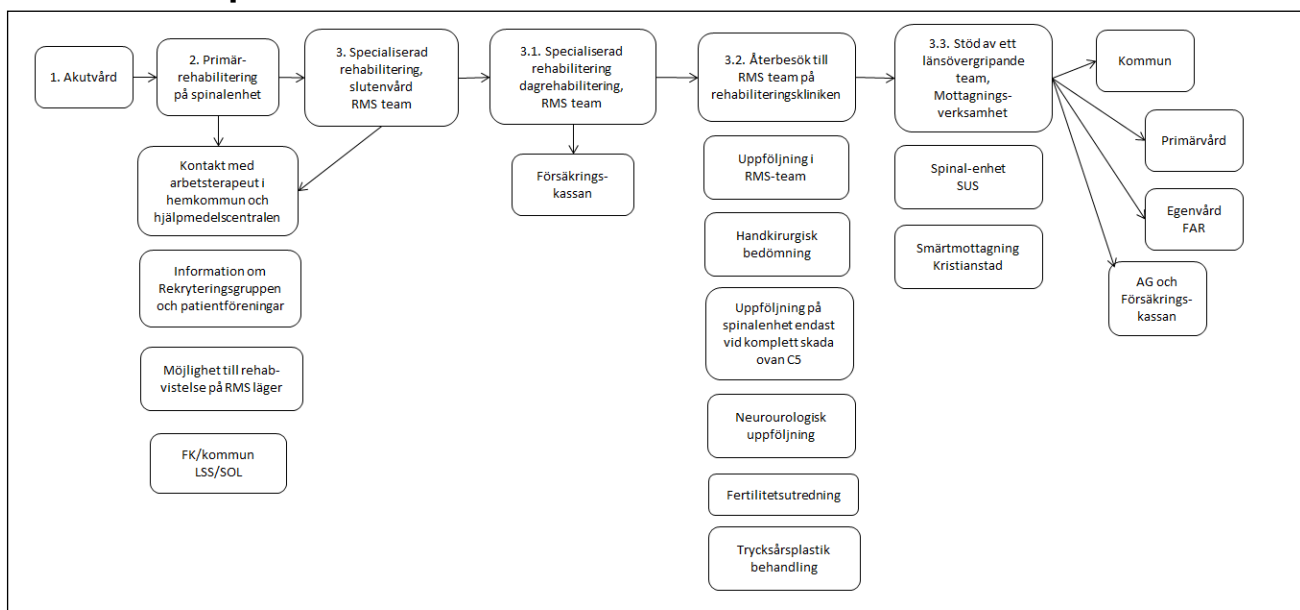 1. Akutvård
2. Primär-
rehabilitering
på spinalenhet
3. Specialiserad
rehabilitering,
slutenvård
RMS team
3.1. Specialiserad
rehabilitering
dagrehabilitering,
RMS team
3.2. Återbesök till
RMS team på
rehabiliteringskliniken
3.3. Stöd av ett
länsövergripande
team,
Mottagnings-
verksamhet
Kommun
Primärvård
Egenvård
FAR
AG och
Försäkrings-
kassan
Kontakt med
arbetsterapeut i
hemkommun och
hjälpmedelscentralen
Information om
Rekryteringsgruppen
och patientföreningar
Möjlighet till rehab-
vistelse på RMS läger
FK/kommun
LSS/SOL
Försäkrings-
kassan
Uppföljning i
RMS-team
Handkirurgisk
bedömning
Uppföljning på
spinalenhet endast
vid komplett skada
ovan C5
Neurourologisk
uppföljning
Fertilitetsutredning
Trycksårsplastik
behandling
Spinal-enhet
SUS
Smärtmottagning
Kristianstad